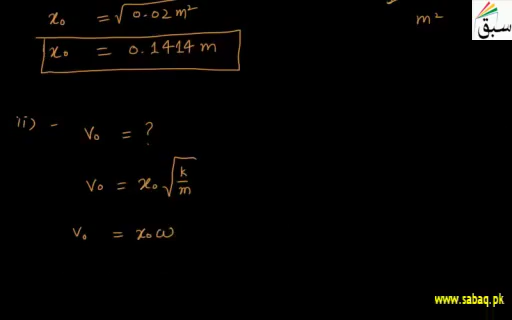 x₀ = √0.02 m²
m²
سبق
x₀ = 0.1414 m
ii) -
v₀ = ?
v₀ = x₀ √k/m
v₀ = x₀ω
www.sabaq.pk